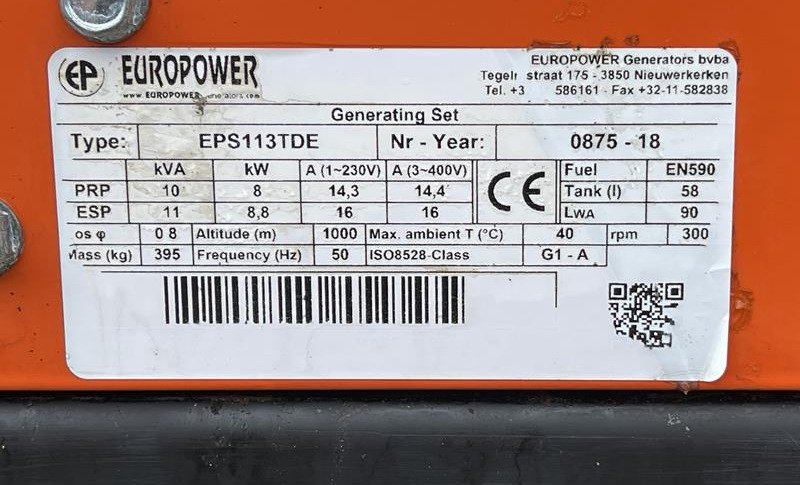 EP EUROPOWER
www.EUROPOWER enerators.com
EUROPOWER Generators bvba
Tegelr straat 175 - 3850 Nieuwerkerken
Tel. +3 586161 - Fax +32-11-582838
Generating Set
Type: EPS113TDE Nr - Year: 0875 - 18
kVA kW A (1~230V) A (3~400V) CE Fuel EN590
PRP 10 8 14,3 14,4 Tank (l) 58
ESP 11 8,8 16 16 LWA 90
os φ 0 8 Altitude (m) 1000 Max. ambient T (°C) 40 rpm 300
Mass (kg) 395 Frequency (Hz) 50 ISO8528-Class G1 - A